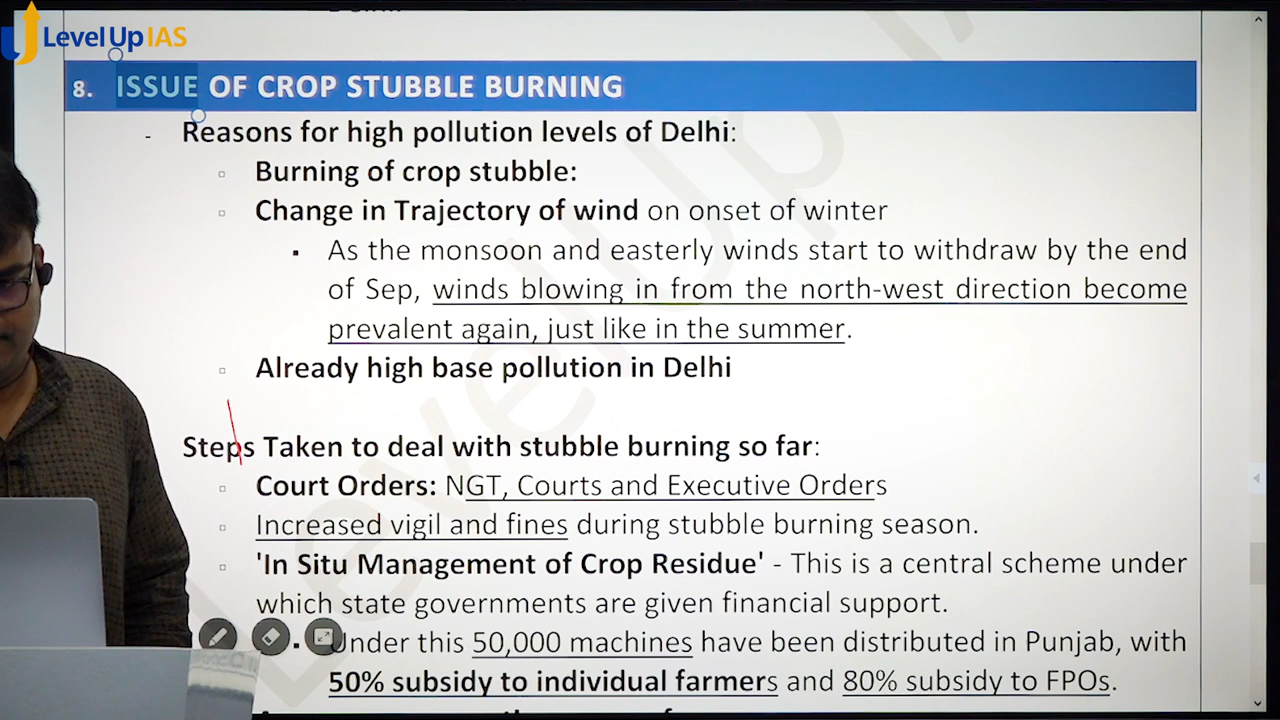 LevelUp IAS
8. ISSUE OF CROP STUBBLE BURNING
- Reasons for high pollution levels of Delhi:
Burning of crop stubble:
Change in Trajectory of wind on onset of winter
As the monsoon and easterly winds start to withdraw by the end
of Sep, winds blowing in from the north-west direction become
prevalent again, just like in the summer.
Already high base pollution in Delhi
Steps Taken to deal with stubble burning so far:
Court Orders: NGT, Courts and Executive Orders
Increased vigil and fines during stubble burning season.
'In Situ Management of Crop Residue' - This is a central scheme under
which state governments are given financial support.
Under this 50,000 machines have been distributed in Punjab, with
50% subsidy to individual farmers and 80% subsidy to FPOs.